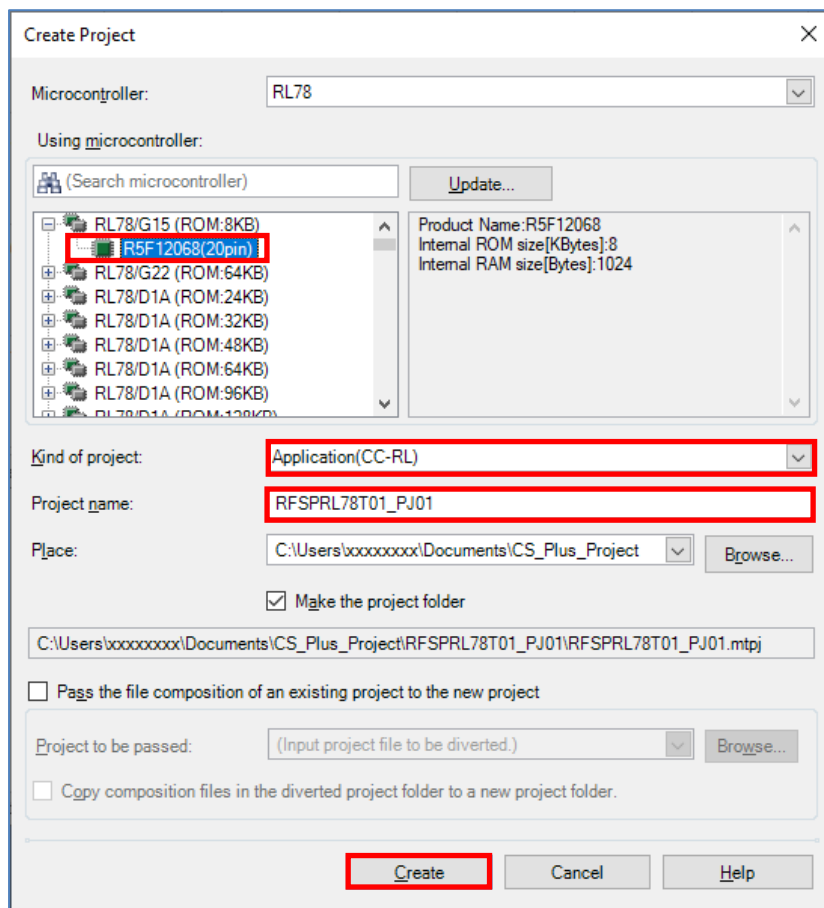 Create Project
Microcontroller:
RL78
Using microcontroller:
(Search microcontroller)
Update...
RL78/G15 (ROM:8KB)
R5F12068(20pin)
RL78/G22 (ROM:64KB)
RL78/D1A (ROM:24KB)
RL78/D1A (ROM:32KB)
RL78/D1A (ROM:48KB)
RL78/D1A (ROM:64KB)
RL78/D1A (ROM:96KB)
RL78/D1A (ROM:128KB)
Product Name:R5F12068
Internal ROM size[KBytes]:8
Internal RAM size[Bytes]:1024
Kind of project:
Application(CC-RL)
Project name:
RFSPRL78T01_PJ01
Place:
C:\Users\xxxxxxxx\Documents\CS_Plus_Project
Browse...
Make the project folder
C:\Users\xxxxxxxx\Documents\CS_Plus_Project\RFSPRL78T01_PJ01\RFSPRL78T01_PJ01.mtpj
Pass the file composition of an existing project to the new project
Project to be passed:
(Input project file to be diverted.)
Browse...
Copy composition files in the diverted project folder to a new project folder.
Create
Cancel
Help